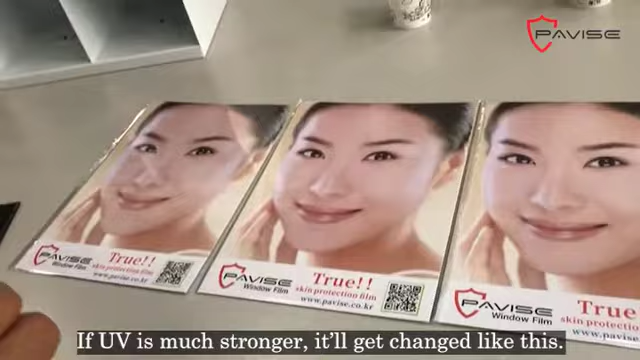 PAVISE
PAVISE
Window Film
True!!
skin protection film
www.pavise.co.kr
PAVISE
Window Film
True!!
skin protection film
www.pavise.co.kr
PAVISE
Window Film
True
skin protectio
www.pavis
If UV is much stronger, it'll get changed like this.